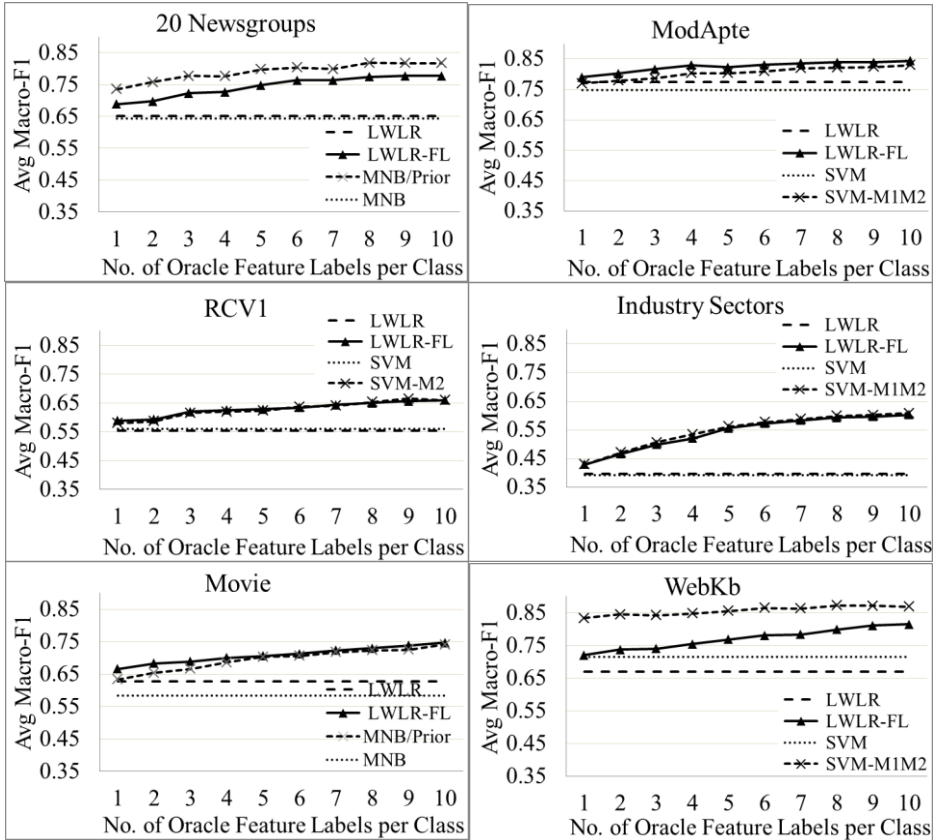 20 Newsgroups
Avg Macro-F1
0.85
0.75
0.65
0.55
0.45
0.35
LWLR
LWLR-FL
MNB/Prior
MNB
1 2 3 4 5 6 7 8 9 10
No. of Oracle Feature Labels per Class
ModApte
Avg Macro-F1
0.85
0.75
0.65
0.55
0.45
0.35
LWLR
LWLR-FL
SVM
SVM-M1M2
1 2 3 4 5 6 7 8 9 10
No. of Oracle Feature Labels per Class
RCV1
Avg Macro-F1
0.85
0.75
0.65
0.55
0.45
0.35
LWLR
LWLR-FL
SVM
SVM-M2
1 2 3 4 5 6 7 8 9 10
No. of Oracle Feature Labels per Class
Industry Sectors
Avg Macro-F1
0.85
0.75
0.65
0.55
0.45
0.35
LWLR
LWLR-FL
SVM
SVM-M1M2
1 2 3 4 5 6 7 8 9 10
No. of Oracle Feature Labels per Class
Movie
Avg Macro-F1
0.85
0.75
0.65
0.55
0.45
0.35
LWLR
LWLR-FL
MNB/Prior
MNB
1 2 3 4 5 6 7 8 9 10
No. of Oracle Feature Labels per Class
WebKb
Avg Macro-F1
0.85
0.75
0.65
0.55
0.45
0.35
LWLR
LWLR-FL
SVM
SVM-M1M2
1 2 3 4 5 6 7 8 9 10
No. of Oracle Feature Labels per Class